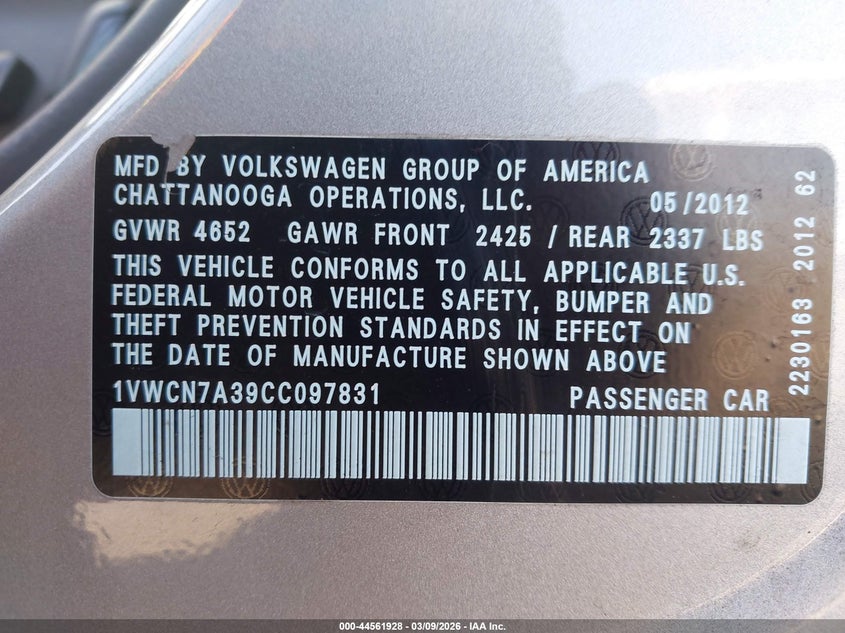 MFD BY VOLKSWAGEN GROUP OF AMERICA
CHATTANOOGA OPERATIONS, LLC. 05/2012
GVWR 4652 GAWR FRONT 2425 / REAR 2337 LBS
THIS VEHICLE CONFORMS TO ALL APPLICABLE U.S.
FEDERAL MOTOR VEHICLE SAFETY, BUMPER AND
THEFT PREVENTION STANDARDS IN EFFECT ON
THE DATE OF MANUFACTURE SHOWN ABOVE
1VWCN7A39CC097831 PASSENGER CAR
2230163 2012 62
000-44561928 - 03/09/2026 - IAA Inc.